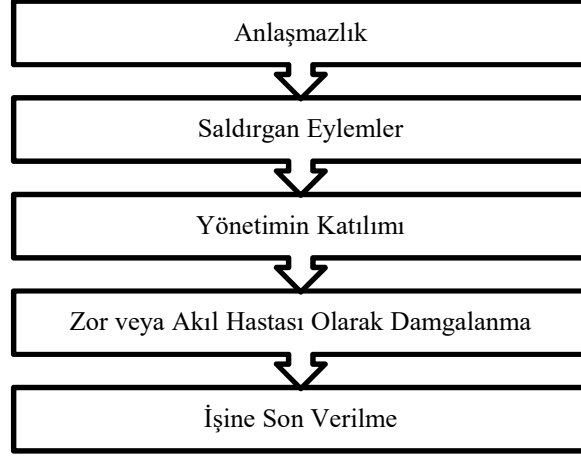 Anlaşmazlık
Saldırgan Eylemler
Yönetimin Katılımı
Zor veya Akıl Hastası Olarak Damgalanma
İşine Son Verilme